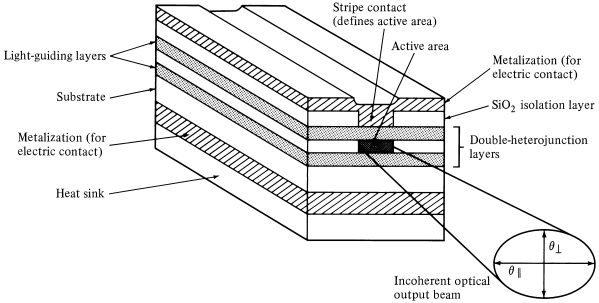 Stripe contact
(defines active area)
Active area
Light-guiding layers
Metalization (for
electric contact)
Substrate
SiO2 isolation layer
Metalization (for
electric contact)
Double-heterojunction
layers
Heat sink
Incoherent optical
output beam
θ⊥
θ∥